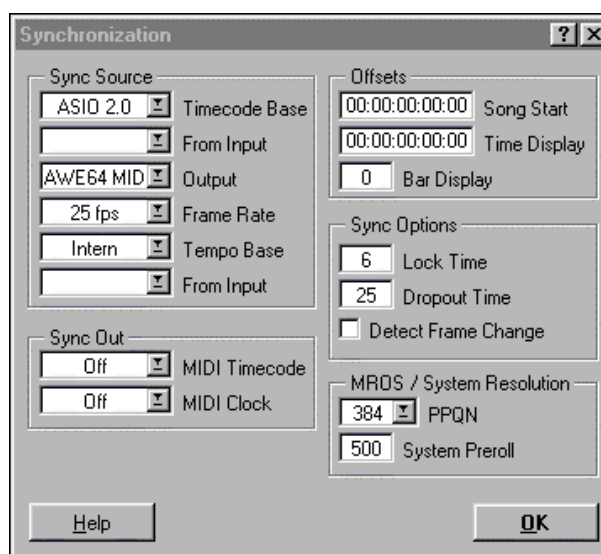 Synchronization
Sync Source
ASIO 2.0 Timecode Base
From Input
AWE64 MID Output
25 fps Frame Rate
Intern Tempo Base
From Input
Sync Out
Off MIDI Timecode
Off MIDI Clock
Offsets
00:00:00:00:00 Song Start
00:00:00:00:00 Time Display
0 Bar Display
Sync Options
6 Lock Time
25 Dropout Time
Detect Frame Change
MROS / System Resolution
384 PPQN
500 System Preroll
Help
OK